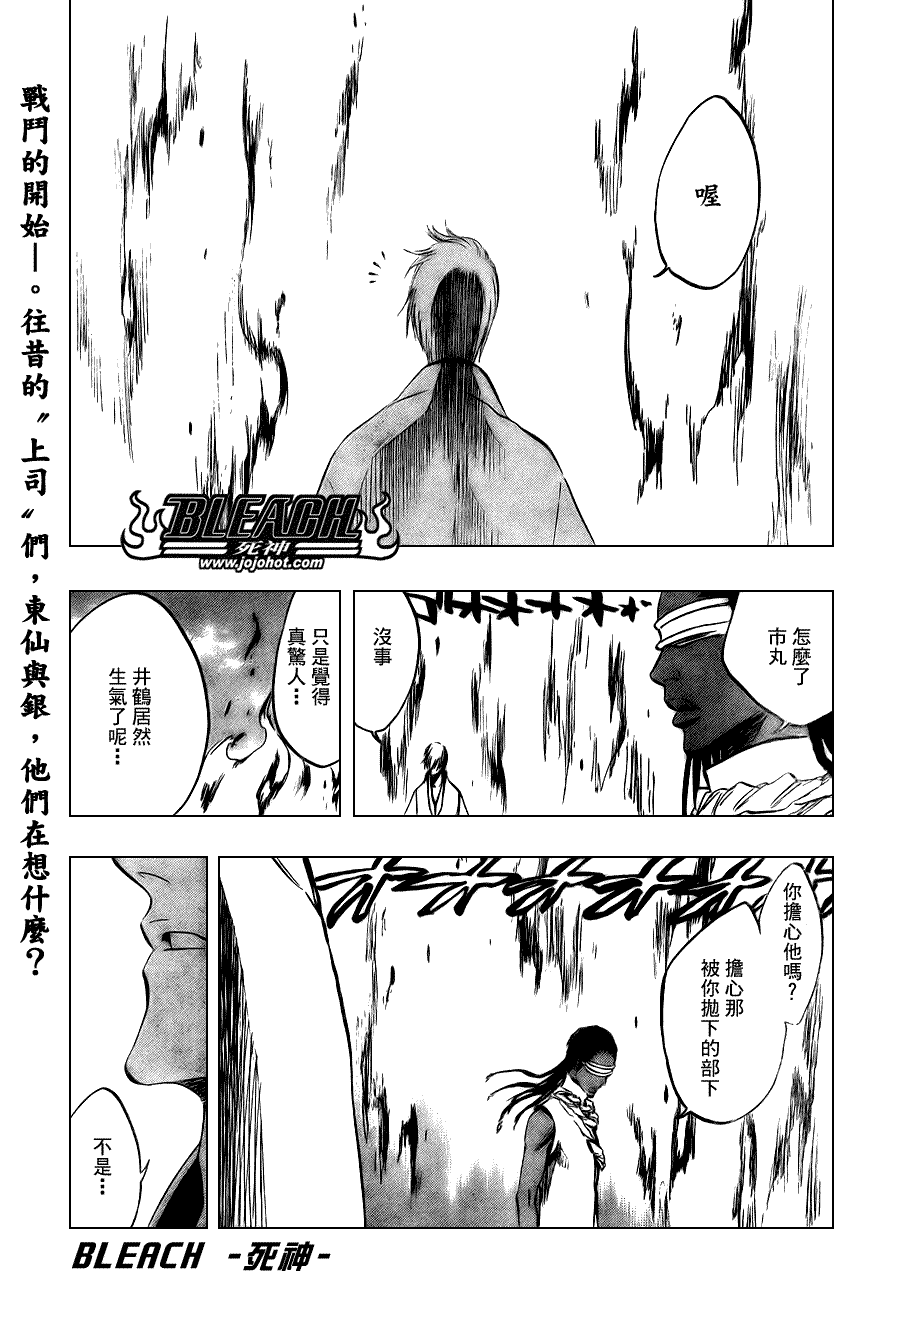 戰鬥的開始—。往昔的〝上司〞們，東仙與銀，他們在想什麼？
喔
BLEACH
死神
www.jojohot.com
怎麼了
市丸
沒事
只是覺得
真驚人…
井鶴居然
生氣了呢…
你擔心他嗎？
擔心那
被你拋下的部下
不是…
BLEACH -死神-